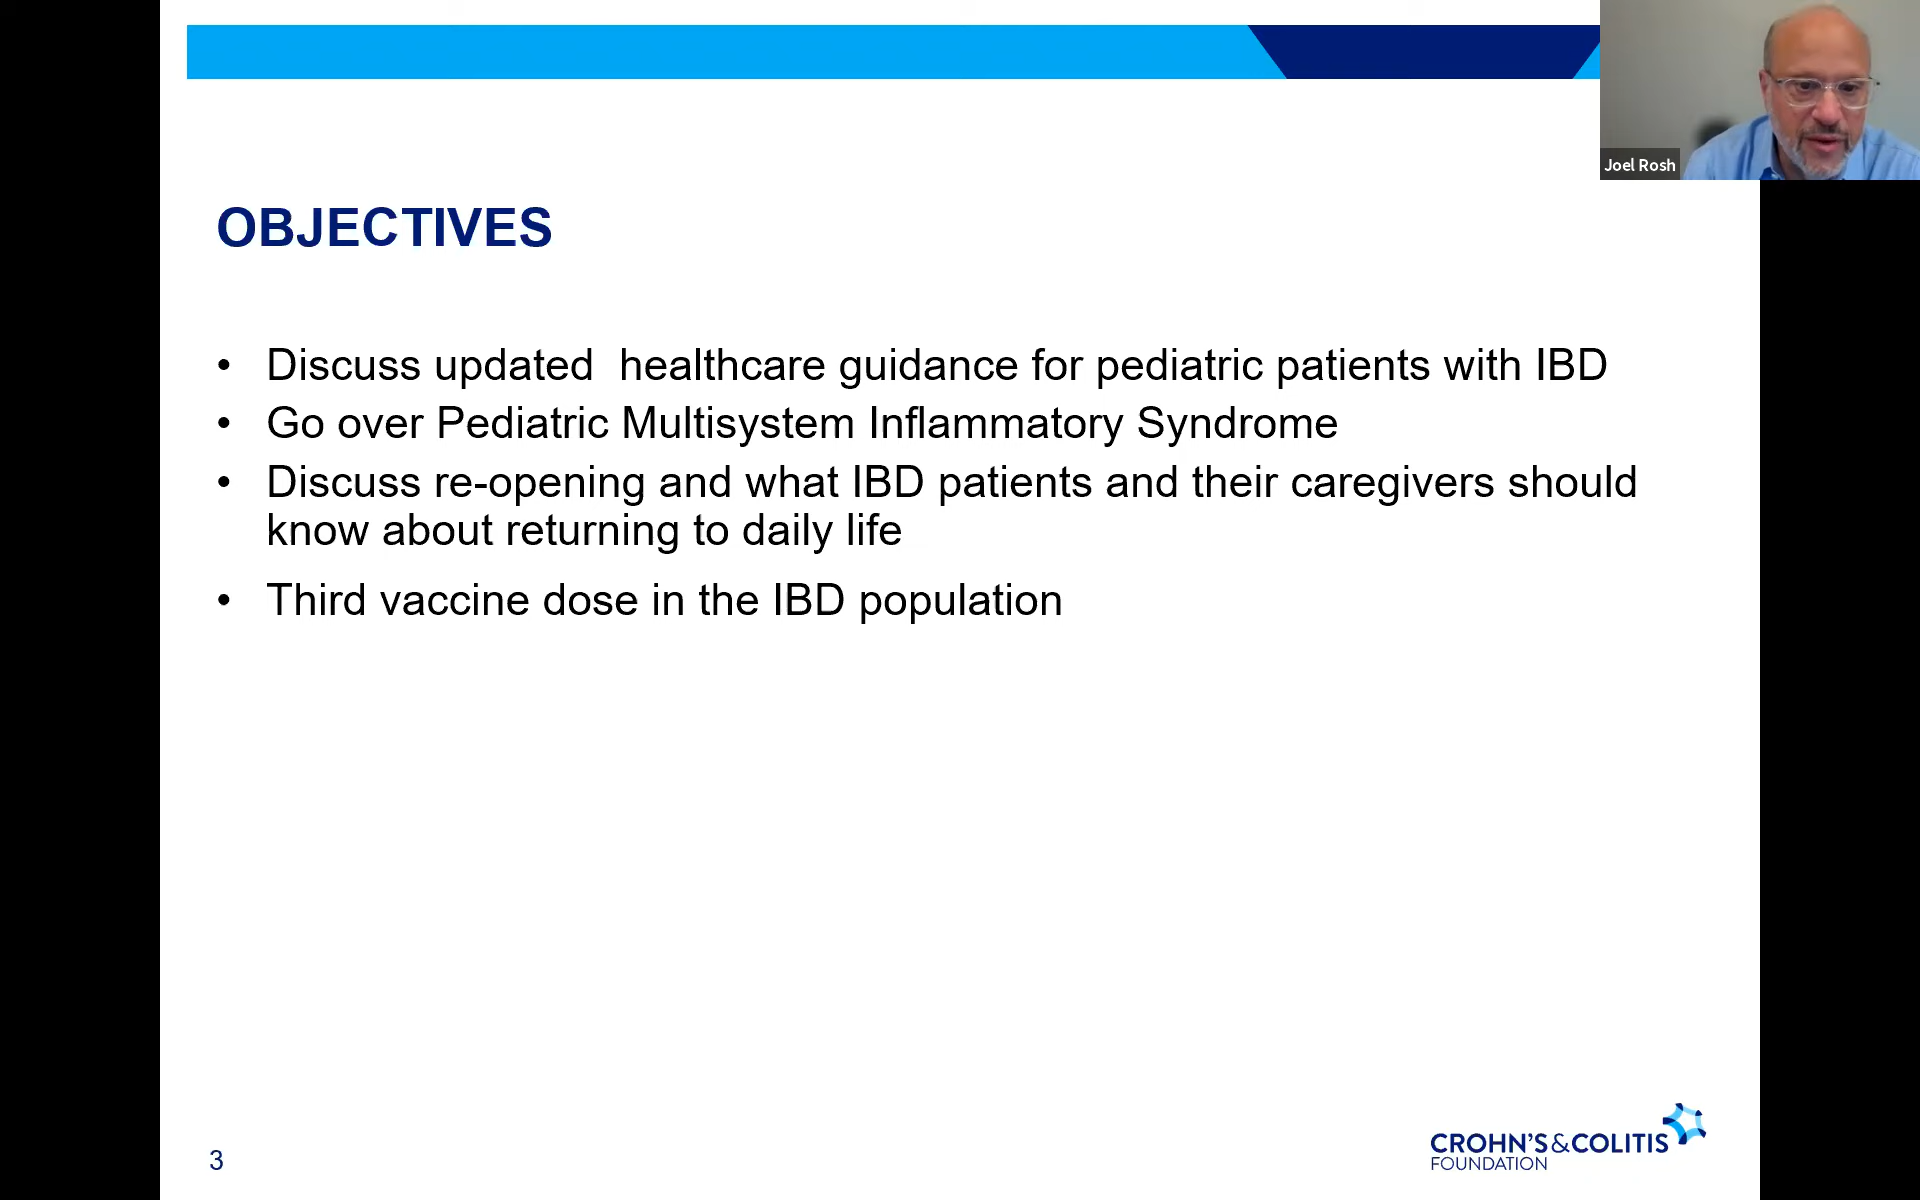 Joel Rosh
OBJECTIVES
• Discuss updated  healthcare guidance for pediatric patients with IBD
• Go over Pediatric Multisystem Inflammatory Syndrome
• Discuss re-opening and what IBD patients and their caregivers should
know about returning to daily life
• Third vaccine dose in the IBD population
3
CROHN'S&COLITIS
FOUNDATION